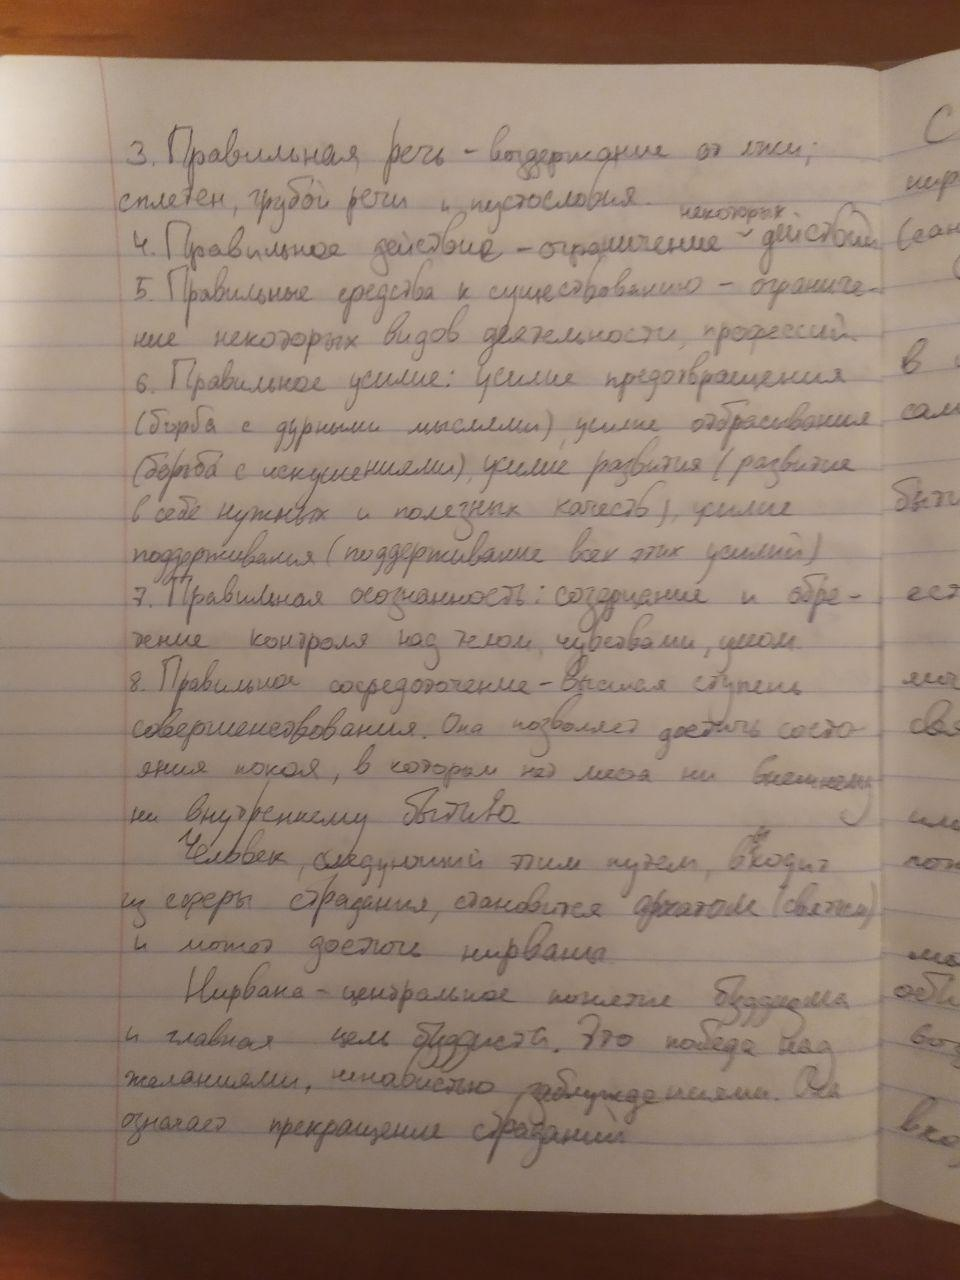 3. Правильная речь - воздержание от лжи,
сплетен, грубой речи и пустословия.
некоторых
4. Правильное действие - ограничение действий
5. Правильные средства к существованию - ограниче-
ние некоторых видов деятельности, профессий.
6. Правильное усилие: усилие предотвращения
(борьба с дурными мыслями), усилие отбрасывания
(борьба с искушениями), усилие развития (развитие
в себе нужных и полезных качеств), усилие
поддерживания (поддерживание всех этих усилий)
7. Правильная осознанность: созерцание и обре-
тение контроля над телом, чувствами, умом.
8. Правильное сосредоточение - высшая ступень
совершенствования. Она позволяет достичь состо-
яния покоя, в котором нет места ни внешнему
ни внутреннему бытию
Человек, следующий этим путем, выходит
из сферы страдания, становится архатом (святым)
и может достичь нирваны.
Нирвана - центральное понятие буддизма
и главная цель буддиста. Это победа над
желаниями, ненавистью, заблуждениями. Она
означает прекращение страданий
С
в